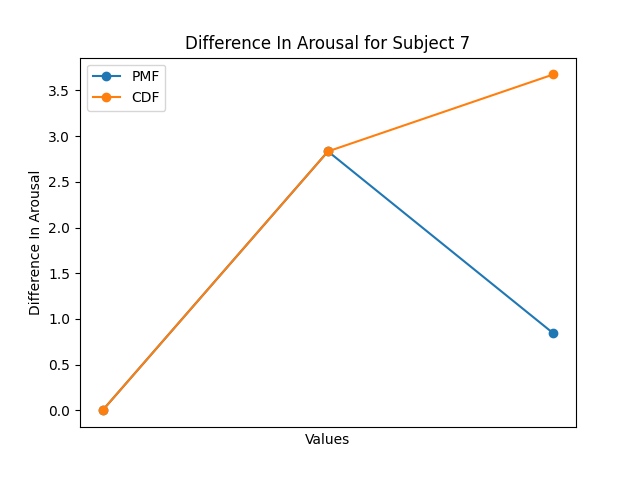 Difference In Arousal for Subject 7
PMF
CDF
3.5
3.0
2.5
2.0
1.5
1.0
0.5
0.0
Difference In Arousal
Values